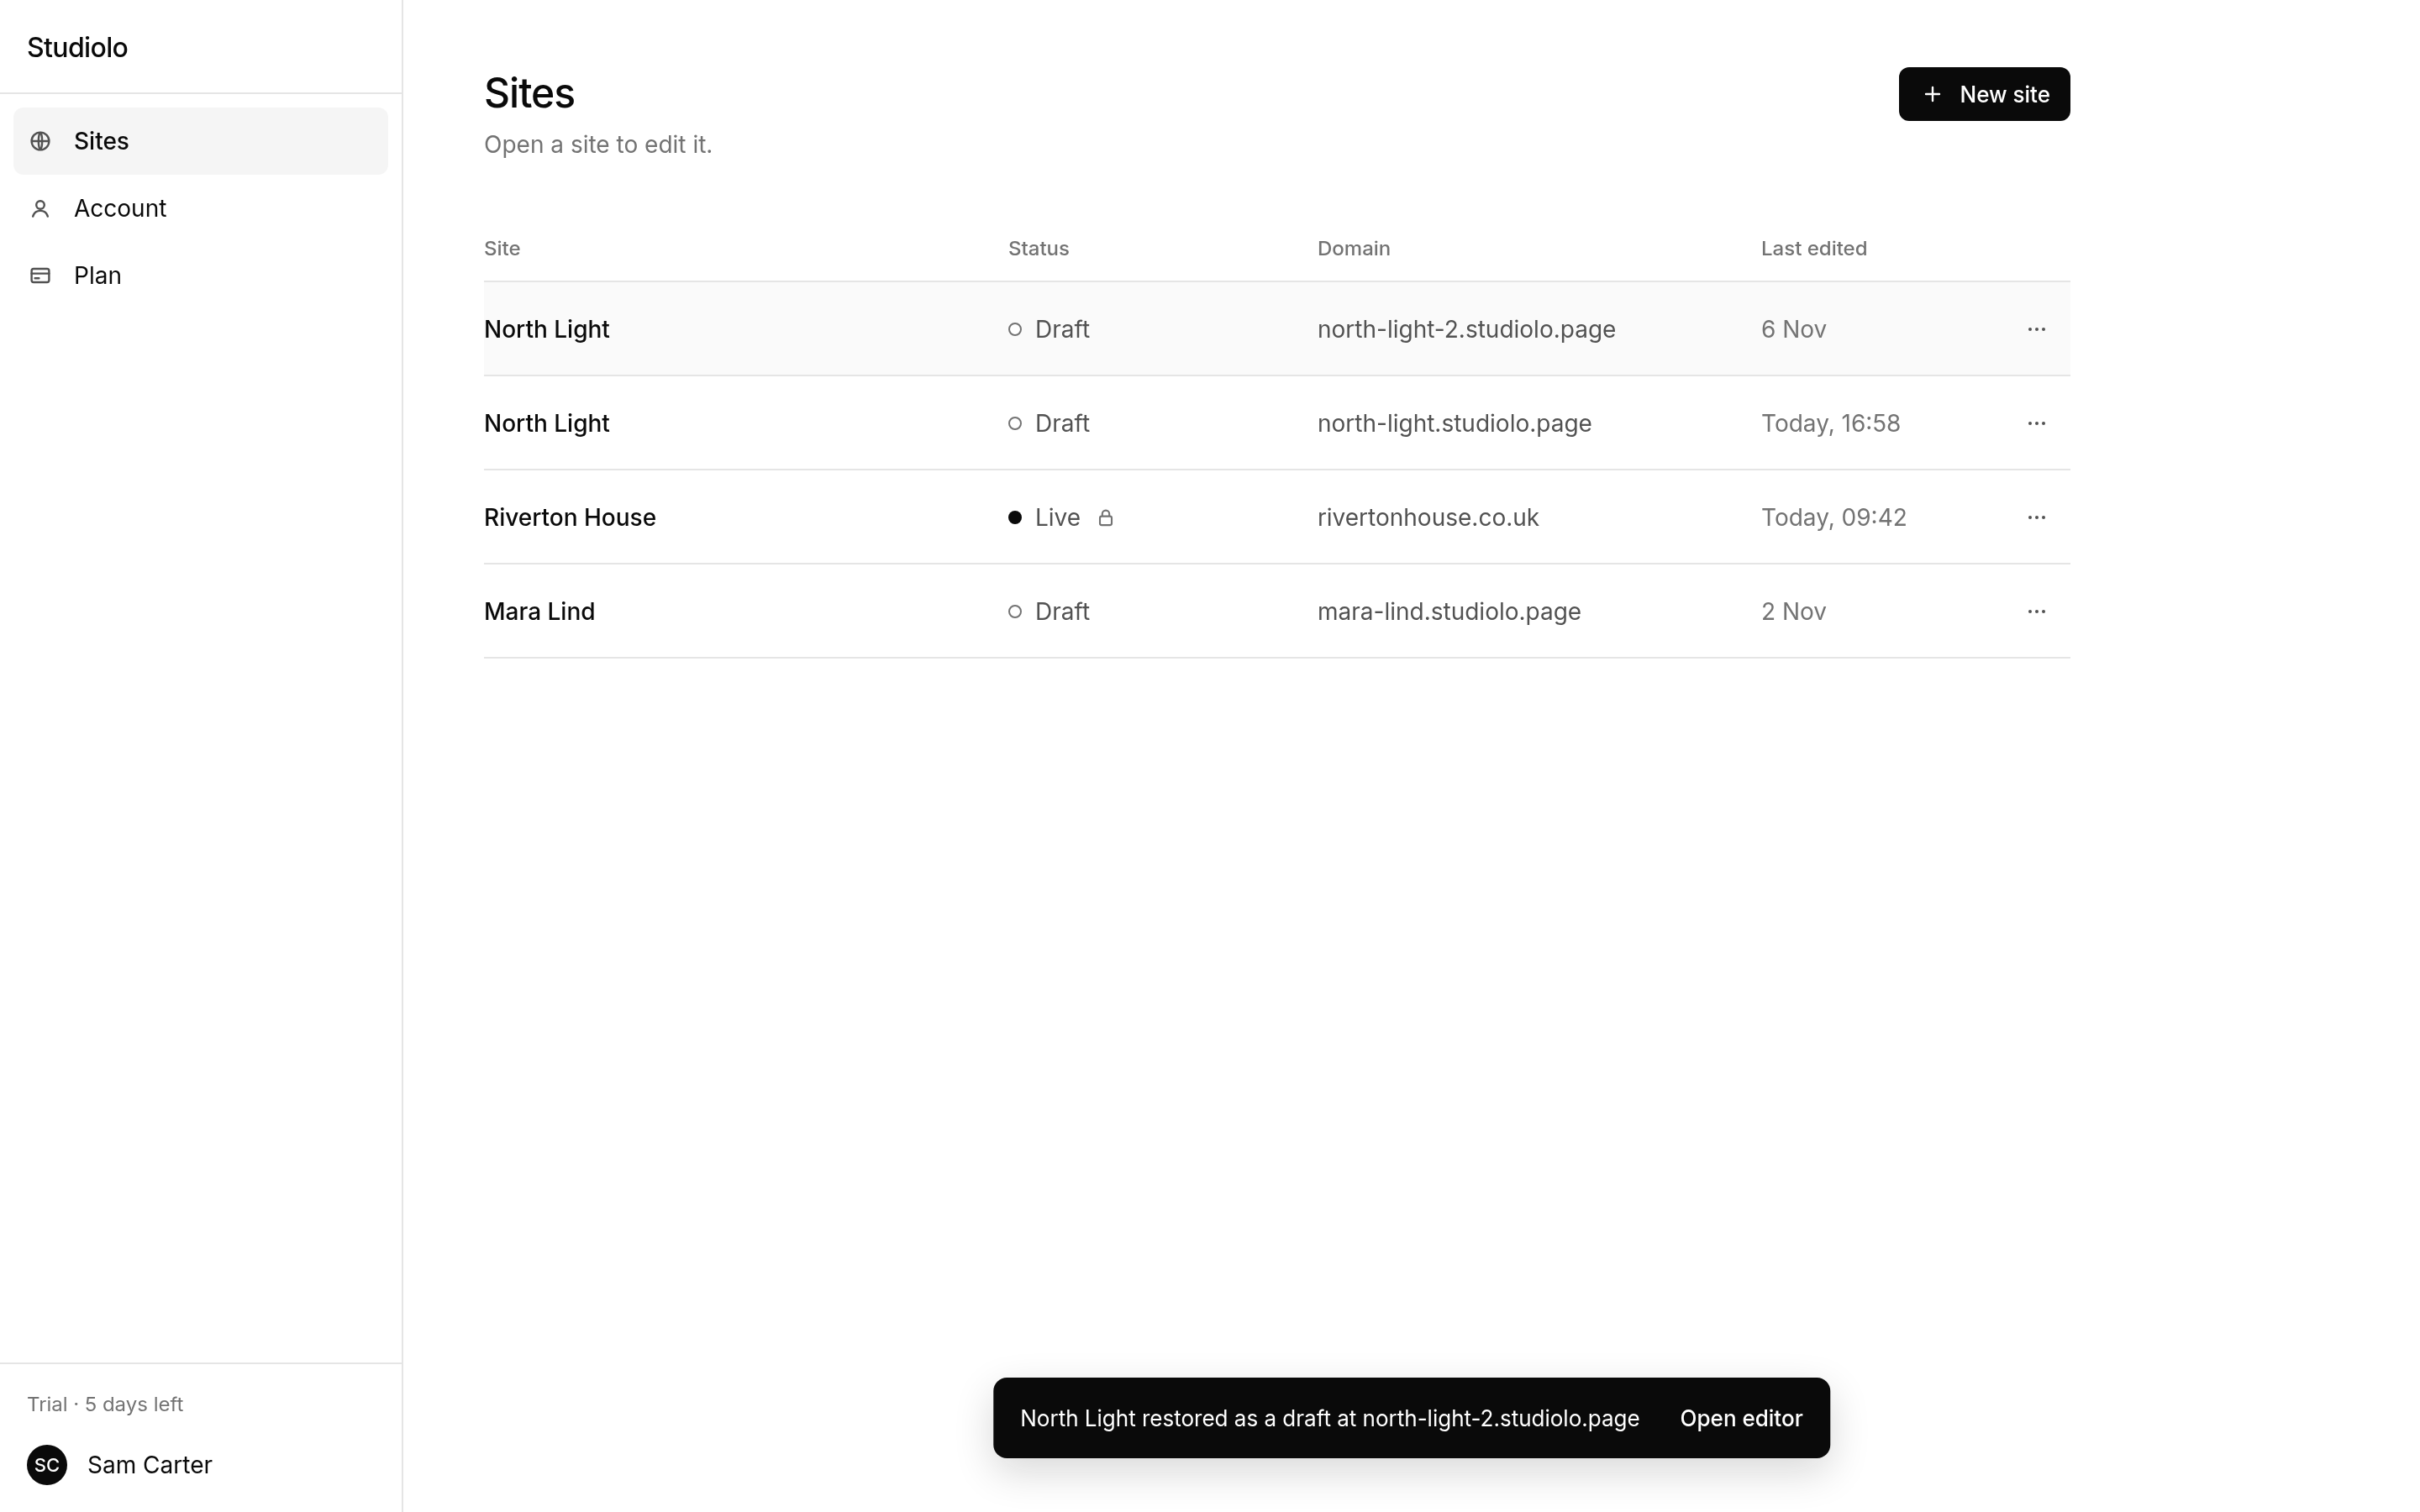 Studiolo
Sites
Account
Plan
Trial · 5 days left
SC Sam Carter
Sites
Open a site to edit it.
New site
Site Status Domain Last edited
North Light Draft north-light-2.studiolo.page 6 Nov
North Light Draft north-light.studiolo.page Today, 16:58
Riverton House Live rivertonhouse.co.uk Today, 09:42
Mara Lind Draft mara-lind.studiolo.page 2 Nov
North Light restored as a draft at north-light-2.studiolo.page Open editor